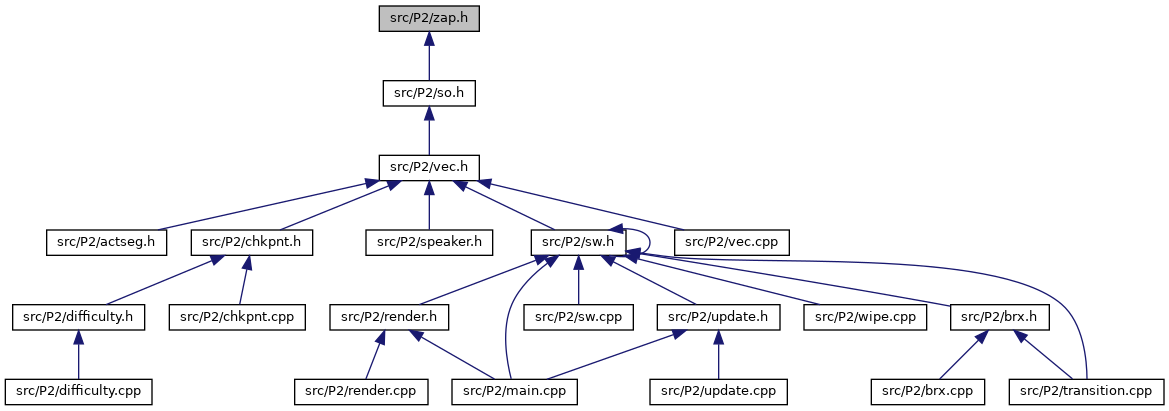 src/P2/zap.h
src/P2/so.h
src/P2/vec.h
src/P2/actseg.h
src/P2/chkpnt.h
src/P2/speaker.h
src/P2/sw.h
src/P2/vec.cpp
src/P2/difficulty.h
src/P2/chkpnt.cpp
src/P2/render.h
src/P2/sw.cpp
src/P2/update.h
src/P2/wipe.cpp
src/P2/brx.h
src/P2/difficulty.cpp
src/P2/render.cpp
src/P2/main.cpp
src/P2/update.cpp
src/P2/brx.cpp
src/P2/transition.cpp